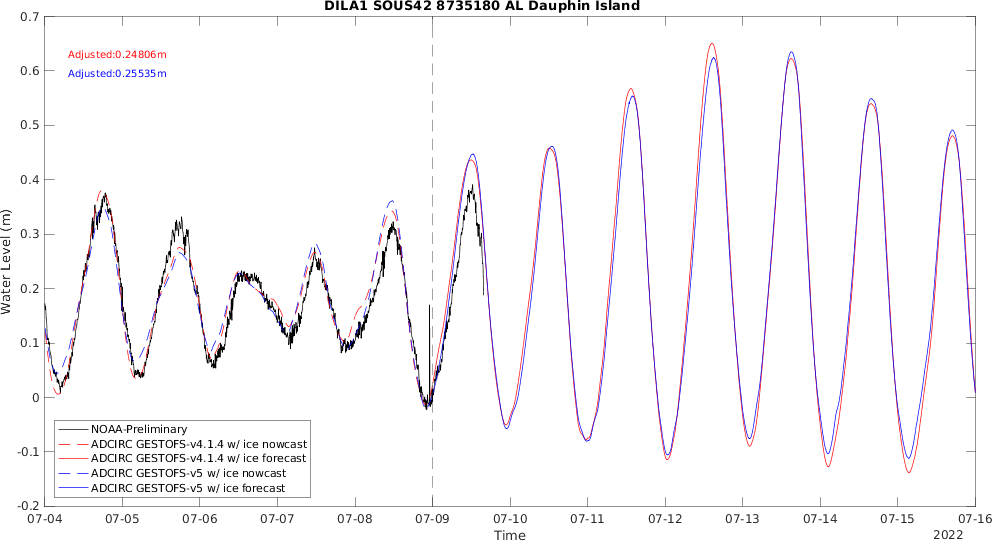 DILA1 SOUS42 8735180 AL Dauphin Island
0.7
0.6
0.5
0.4
0.3
0.2
0.1
0
-0.1
-0.2
Water Level (m)
Adjusted:0.24806m
Adjusted:0.25535m
NOAA-Preliminary
ADCIRC GESTOFS-v4.1.4 w/ ice nowcast
ADCIRC GESTOFS-v4.1.4 w/ ice forecast
ADCIRC GESTOFS-v5 w/ ice nowcast
ADCIRC GESTOFS-v5 w/ ice forecast
07-04 07-05 07-06 07-07 07-08 07-09 07-10 07-11 07-12 07-13 07-14 07-15 07-16
Time
2022